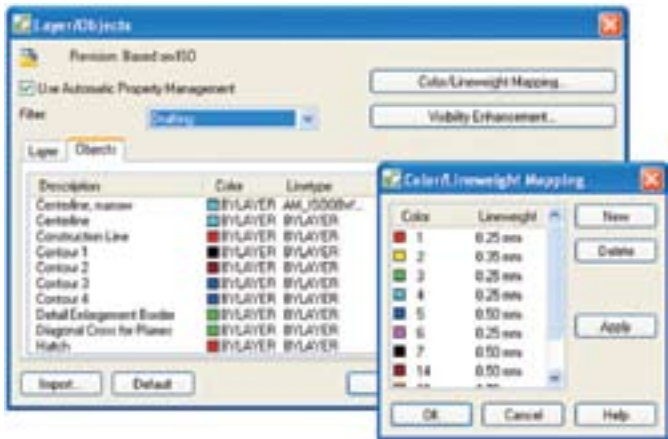 Layer/Objects
Revision: Based on ISO
Use Automatic Property Management
Color/Lineweight Mapping...
Filter:
Drafting
Visibility Enhancement...
Layer
Objects
Description Color Linetype
Centerline, narrow BYLAYER
Centerline BYLAYER BYLAYER
Construction Line BYLAYER BYLAYER
Contour 1 BYLAYER BYLAYER
Contour 2 BYLAYER BYLAYER
Contour 3 BYLAYER BYLAYER
Contour 4 BYLAYER BYLAYER
Detail Enlargement Border BYLAYER BYLAYER
Diagonal Cross for Planes BYLAYER BYLAYER
Hatch BYLAYER BYLAYER
Import... Default
Color/Lineweight Mapping
Color Lineweight
1 0.25 mm
2 0.35 mm
3 0.25 mm
4 0.25 mm
5 0.50 mm
6 0.25 mm
7 0.50 mm
14 0.50 mm
New
Delete
Apply
OK Cancel Help